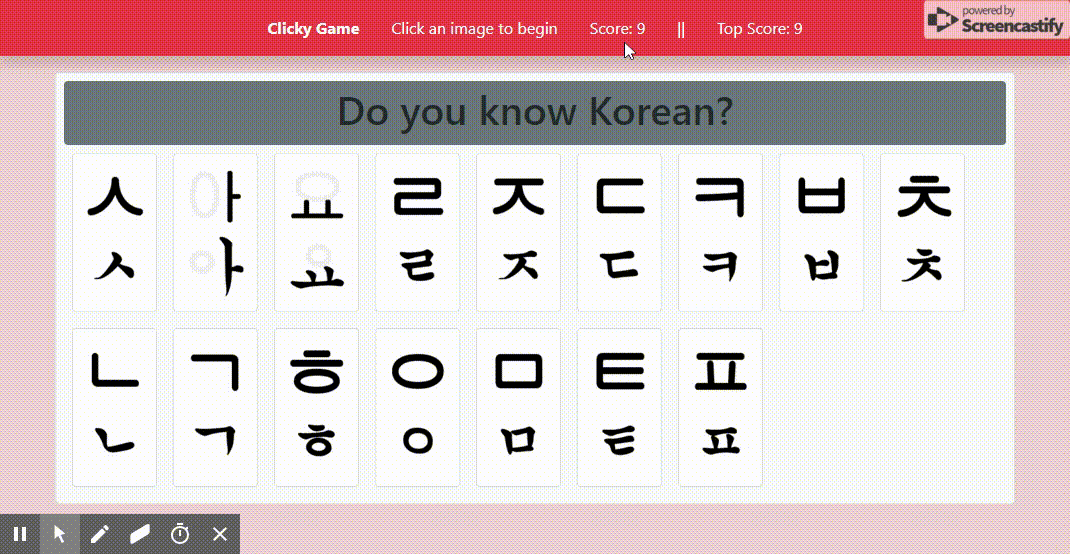 Clicky Game Click an image to begin Score: 9 || Top Score: 9
powered by
Screencastify
Do you know Korean?
ㅅ 아 요 ㄹ ㅈ ㄷ ㅋ ㅂ ㅊ
ㅅ 아 요 ㄹ ㅈ ㄷ ㅋ ㅂ ㅊ
ㄴ ㄱ ㅎ ㅇ ㅁ ㅌ ㅍ
ㄴ ㄱ ㅎ ㅇ ㅁ ㅌ ㅍ